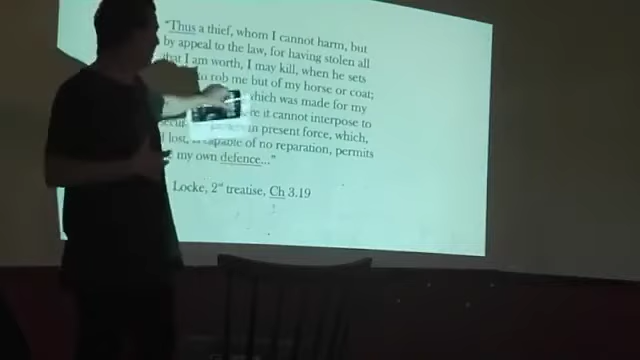 "Thus a thief, whom I cannot harm, but
by appeal to the law, for having stolen all
that I am worth, I may kill, when he sets
to rob me but of my horse or coat;
which was made for my
it cannot interpose to
in present force, which,
lost, is capable of no reparation, permits
my own defence..."
Locke, 2st treatise, Ch 3.19